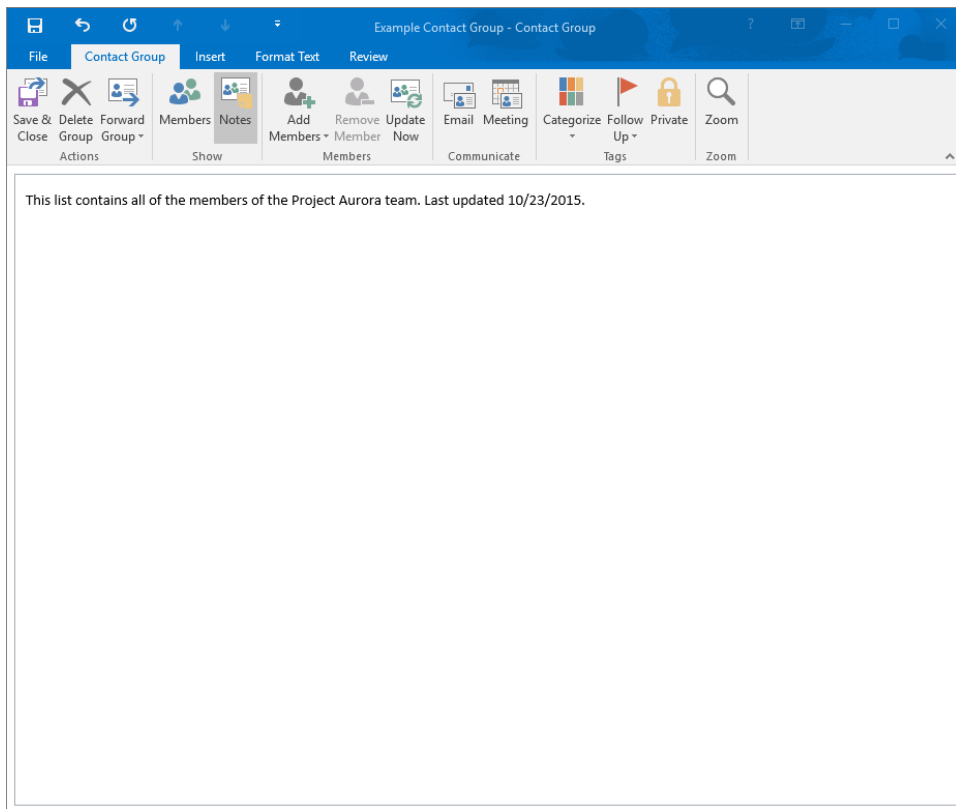 Example Contact Group - Contact Group
?
File Contact Group Insert Format Text Review
Save & Delete Forward Members Notes Add Remove Update Email Meeting Categorize Follow Private Zoom
Close Group Group Members Member Now Up
Actions Show Members Communicate Tags Zoom
This list contains all of the members of the Project Aurora team. Last updated 10/23/2015.